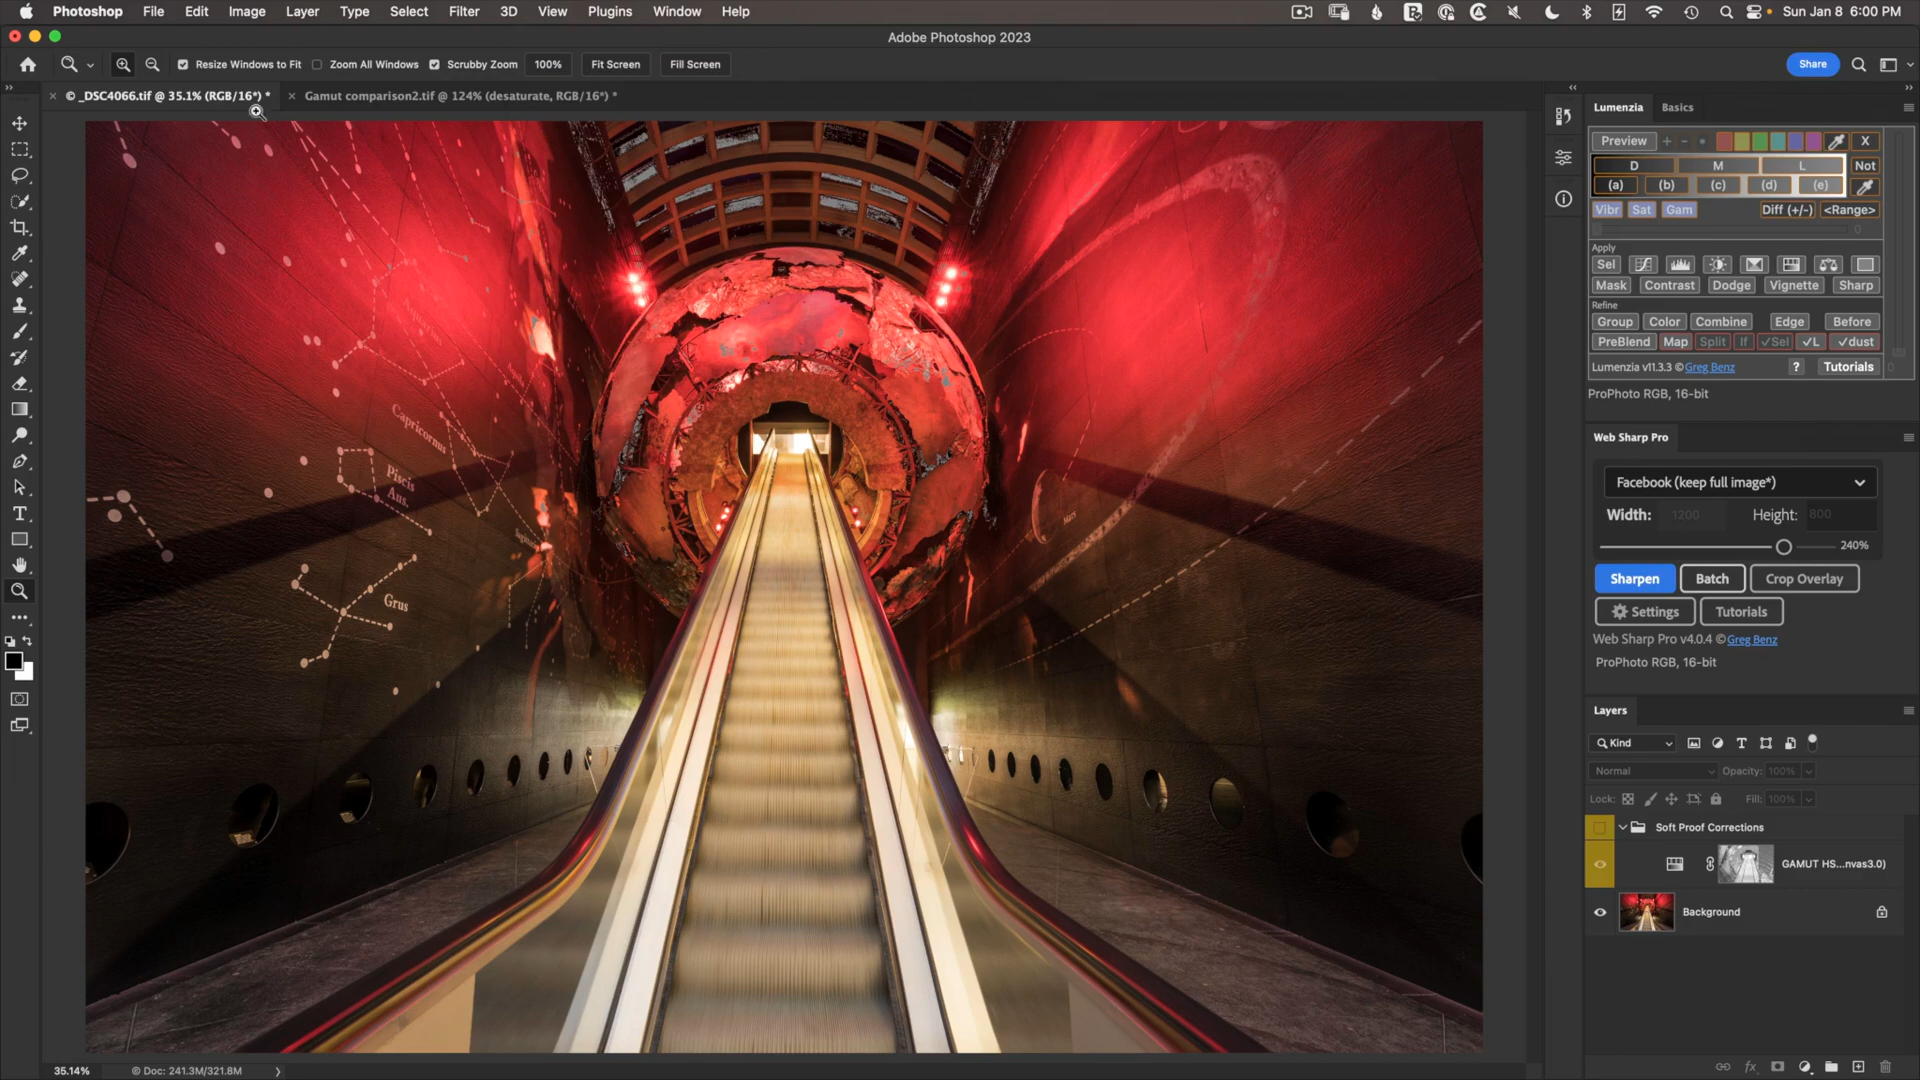 Photoshop File Edit Image Layer Type Select Filter 3D View Plugins Window Help Sun Jan 8 6:00 PM
Adobe Photoshop 2023
Resize Windows to Fit Zoom All Windows Scrubby Zoom 100% Fit Screen Fill Screen Share
× © _DSC4066.tif @ 35.1% (RGB/16*) * × Gamut comparison2.tif @ 124% (desaturate, RGB/16*) *
Lumenzia Basics
Preview + - • X
D M L Not
(a) (b) (c) (d) (e)
Vibr Sat Gam Diff (+/-) <Range>
0
Apply
Sel
Mask Contrast Dodge Vignette Sharp
Refine
Group Color Combine Edge Before
PreBlend Map Split If ✓Sel ✓L ✓dust
Lumenzia v11.3.3 © Greg Benz ? Tutorials 0
ProPhoto RGB, 16-bit
Web Sharp Pro
Facebook (keep full image*)
Width: 1200 Height: 800
240%
Sharpen Batch Crop Overlay
Settings Tutorials
Web Sharp Pro v4.0.4 © Greg Benz
ProPhoto RGB, 16-bit
Layers
Kind
Normal Opacity: 100%
Lock: Fill: 100%
Soft Proof Corrections
GAMUT HS...nvas3.0)
Background
Capricornus
Piscis
Aus.
Mars
Grus
35.14% © Doc: 241.3M/321.8M